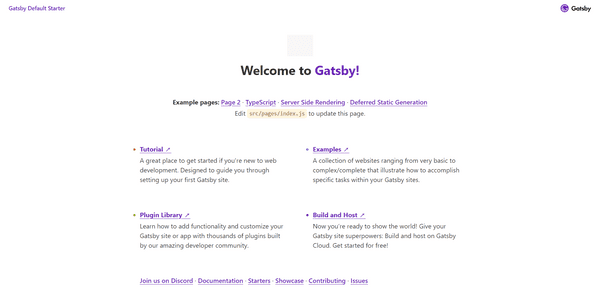 Gatsby Default Starter
Gatsby
Welcome to Gatsby!
Example pages: Page 2 · TypeScript · Server Side Rendering · Deferred Static Generation
Edit src/pages/index.js to update this page.
Tutorial ↗
A great place to get started if you're new to web
development. Designed to guide you through
setting up your first Gatsby site.
Examples ↗
A collection of websites ranging from very basic to
complex/complete that illustrate how to accomplish
specific tasks within your Gatsby sites.
Plugin Library ↗
Learn how to add functionality and customize your
Gatsby site or app with thousands of plugins built
by our amazing developer community.
Build and Host ↗
Now you're ready to show the world! Give your
Gatsby site superpowers: Build and host on Gatsby
Cloud. Get started for free!
Join us on Discord · Documentation · Starters · Showcase · Contributing · Issues